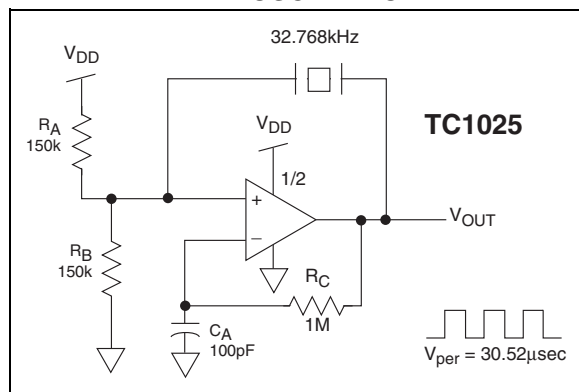 32.768kHz
VDD
TC1025
RA
150k
VDD
1/2
+
VOUT
−
RB
150k
RC
1M
CA
100pF
Vper = 30.52µsec